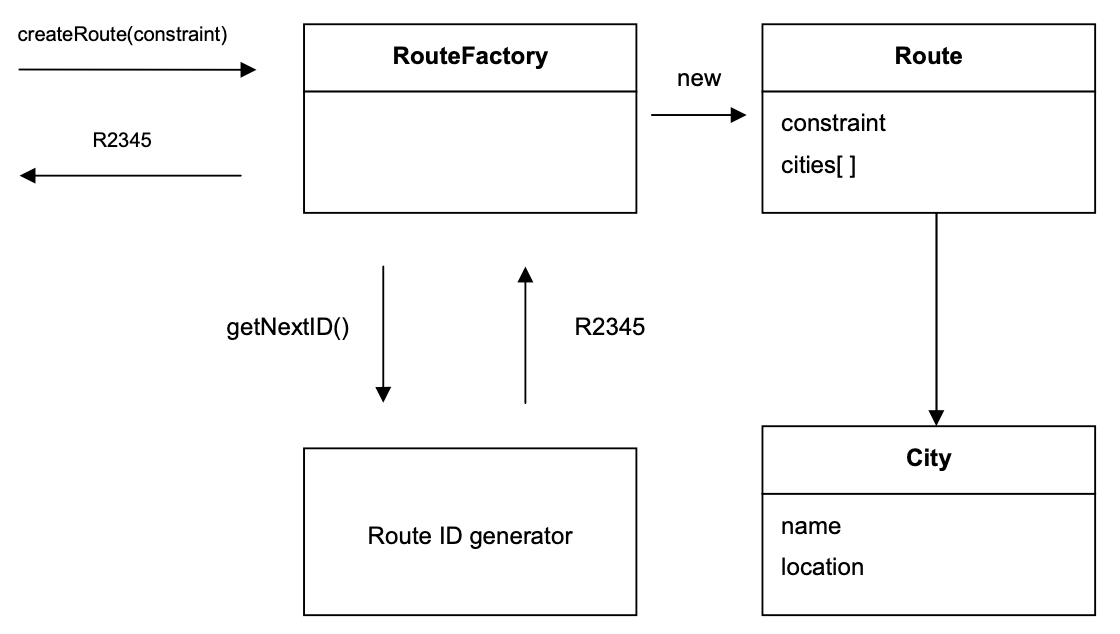 createRoute(constraint)
R2345
RouteFactory
new
Route
constraint
cities[ ]
getNextID()
R2345
Route ID generator
City
name
location